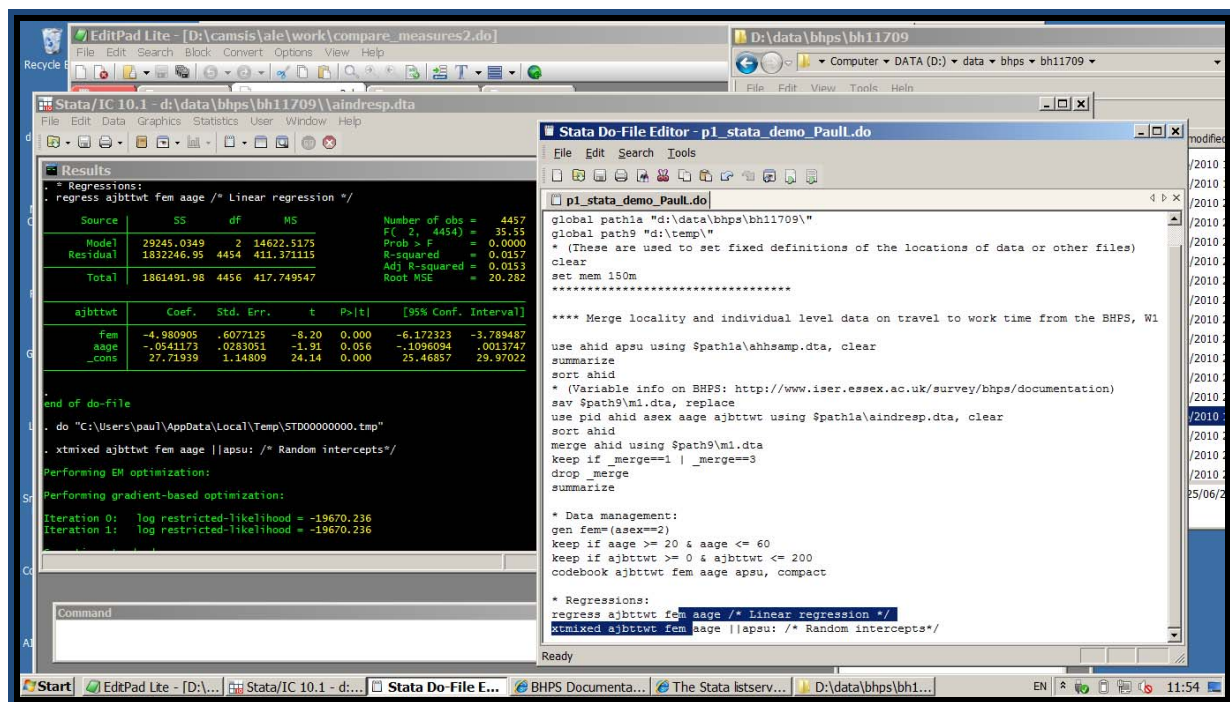 EditPad Lite - [D:\camsis\ale\work\compare_measures2.do]
File Edit Search Block Convert Options View Help
D:\data\bhps\bh11709
Computer ▾ DATA (D:) ▾ data ▾ bhps ▾ bh11709 ▾
File Edit View Tools Help
Stata/IC 10.1 - d:\data\bhps\bh11709\\aindresp.dta
File Edit Data Graphics Statistics User Window Help
Results
. * Regressions:
. regress ajbttwt fem aage /* Linear regression */
Source | SS df MS Number of obs = 4457
F( 2, 4454) = 35.55
Model | 29245.0349 2 14622.5175 Prob > F = 0.0000
Residual | 1832246.95 4454 411.371115 R-squared = 0.0157
Adj R-squared = 0.0153
Total | 1861491.98 4456 417.749547 Root MSE = 20.282
ajbttwt | Coef. Std. Err. t P>|t| [95% Conf. Interval]
fem | -4.980905 .6077125 -8.20 0.000 -6.172323 -3.789487
aage | -.0541173 .0283051 -1.91 0.056 -.1096094 .0013747
_cons | 27.71939 1.14809 24.14 0.000 25.46857 29.97022
.
end of do-file
. do "C:\Users\paul\AppData\Local\Temp\STD00000000.tmp"
. xtmixed ajbttwt fem aage ||apsu: /* Random intercepts*/
Performing EM optimization:
Performing gradient-based optimization:
Iteration 0: log restricted-likelihood = -19670.236
Iteration 1: log restricted-likelihood = -19670.236
Command
Stata Do-File Editor - p1_stata_demo_PaulL.do
File Edit Search Tools
p1_stata_demo_PaulL.do
global path1a "d:\data\bhps\bh11709\"
global path9 "d:\temp\"
* (These are used to set fixed definitions of the locations of data or other files)
clear
set mem 150m
**********************************
**** Merge locality and individual level data on travel to work time from the BHPS, W1
use ahid apsu using $path1a\ahhsamp.dta, clear
summarize
sort ahid
* (Variable info on BHPS: http://www.iser.essex.ac.uk/survey/bhps/documentation)
sav $path9\m1.dta, replace
use pid ahid asex aage ajbttwt using $path1a\aindresp.dta, clear
sort ahid
merge ahid using $path9\m1.dta
keep if _merge==1 | _merge==3
drop _merge
summarize
* Data management:
gen fem=(asex==2)
keep if aage >= 20 & aage <= 60
keep if ajbttwt >= 0 & ajbttwt <= 200
codebook ajbttwt fem aage apsu, compact
* Regressions:
regress ajbttwt fem aage /* Linear regression */
xtmixed ajbttwt fem aage ||apsu: /* Random intercepts*/
Ready
Start EditPad Lite - [D:\... Stata/IC 10.1 - d:... Stata Do-File E... BHPS Documenta... The Stata listserv... D:\data\bhps\bh1... EN 11:54